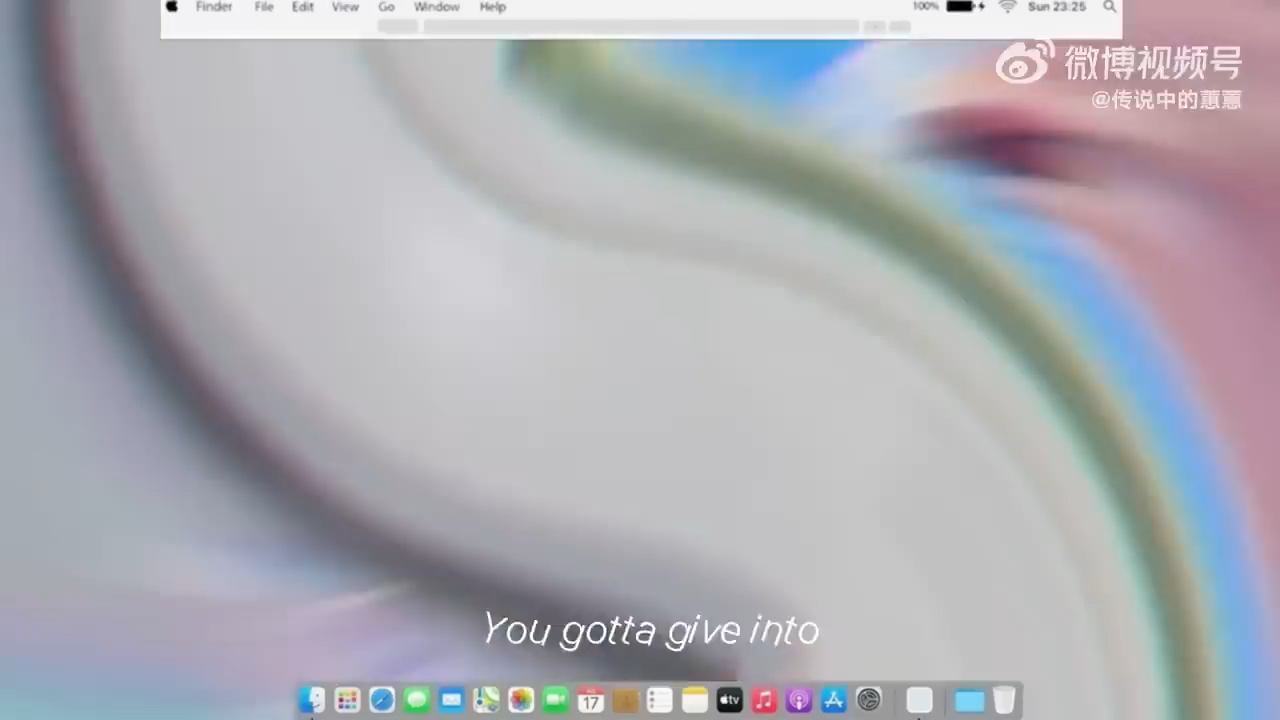 Finder File Edit View Go Window Help 100% Sun 23:25
微博视频号
@传说中的蕙蕙
You gotta give into
17
tv